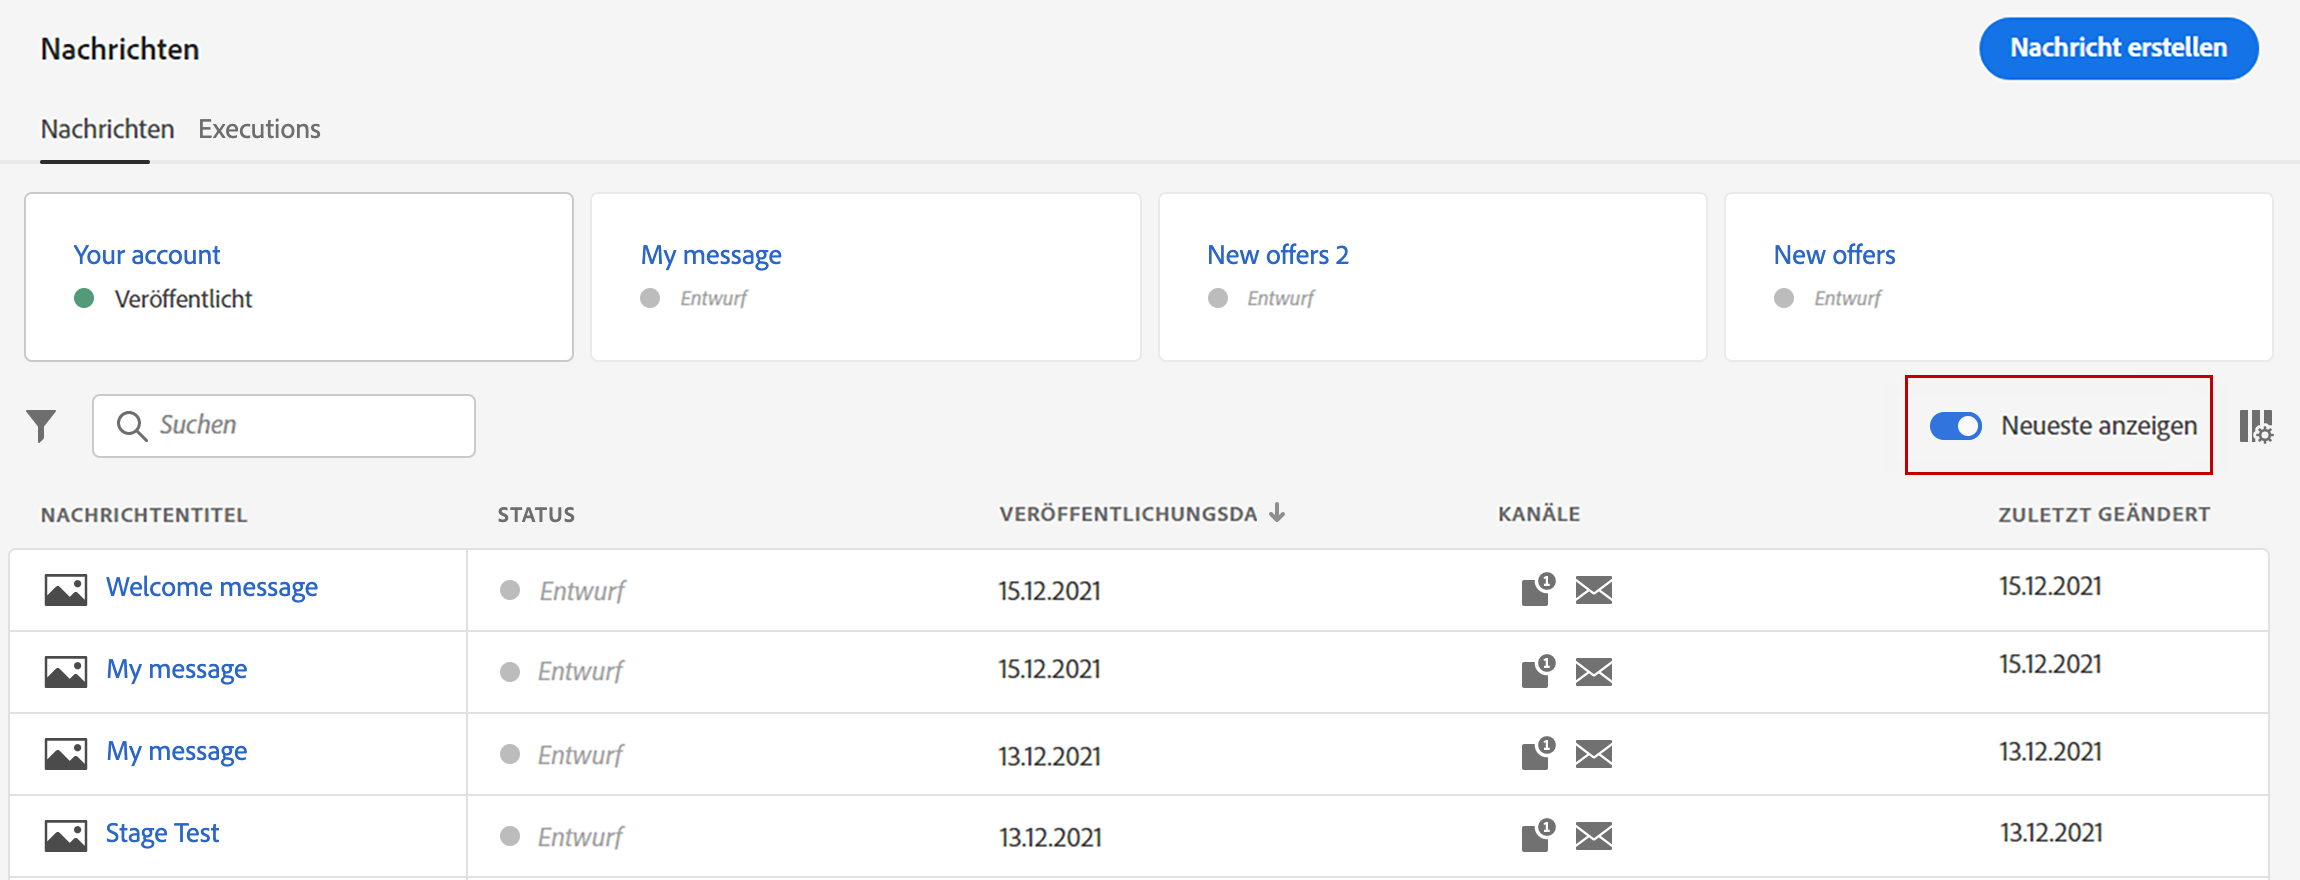 Nachrichten
Nachricht erstellen
Nachrichten Executions
Your account
Veröffentlicht
My message
Entwurf
New offers 2
Entwurf
New offers
Entwurf
Suchen
Neueste anzeigen
NACHRICHTENTITEL STATUS VERÖFFENTLICHUNGSDA KANÄLE ZULETZT GEÄNDERT
Welcome message Entwurf 15.12.2021 1 15.12.2021
My message Entwurf 15.12.2021 1 15.12.2021
My message Entwurf 13.12.2021 1 13.12.2021
Stage Test Entwurf 13.12.2021 1 13.12.2021